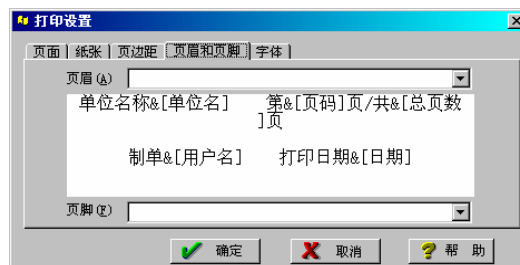 打印设置
页面 纸张 页边距 页眉和页脚 字体
页眉(A)
单位名称&[单位名] 第&[页码]页/共&[总页数
]页
制单&[用户名] 打印日期&[日期]
页脚(F)
确定 取消 帮 助